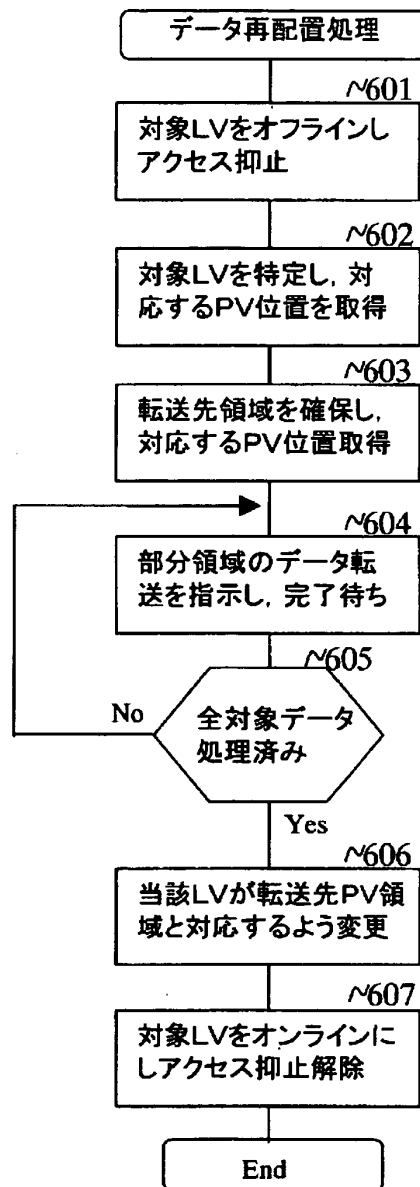 データ再配置処理
～601
対象LVをオフラインし
アクセス抑止
～602
対象LVを特定し，対
応するPV位置を取得
～603
転送先領域を確保し，
対応するPV位置取得
～604
部分領域のデータ転
送を指示し，完了待ち
～605
No
全対象データ
処理済み
Yes
～606
当該LVが転送先PV領
域と対応するよう変更
～607
対象LVをオンラインに
しアクセス抑止解除
End